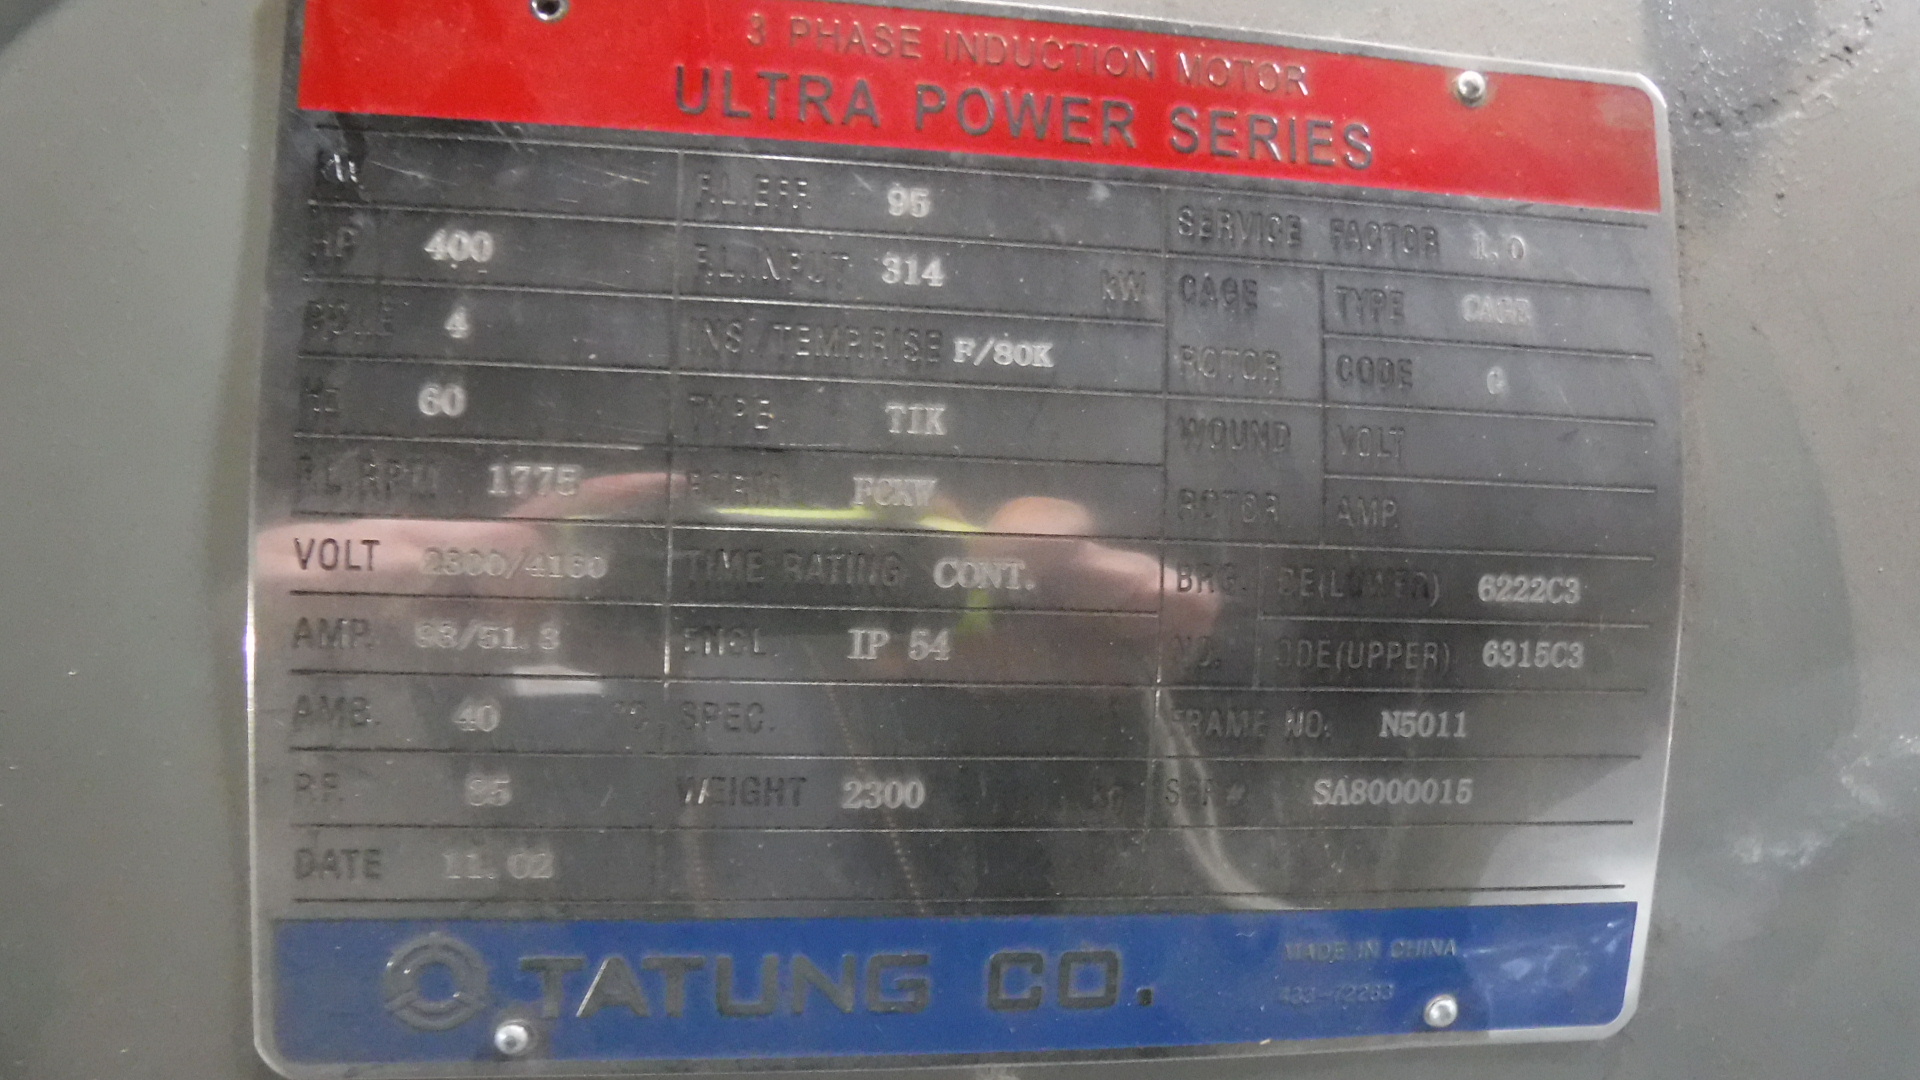 3 PHASE INDUCTION MOTOR
ULTRA POWER SERIES
KW
F.L.EFF. 95
SERVICE FACTOR 1.0
HP 400
F.L.INPUT 314 kW
CAGE ROTOR
TYPE CAGE
POLE 4
INS./TEMP.RISE F/80K
CODE G
Hz 60
TYPE TIK
WOUND ROTOR
VOLT
F.L.RPM 1775
FORM FCKW
AMP.
VOLT 2300/4160
TIME RATING CONT.
BRG. NO.
DE(LOWER) 6222C3
AMP. 93/51.3
ENCL. IP 54
ODE(UPPER) 6315C3
AMB. 40 °C
SPEC.
FRAME NO. N5011
P.F. 85
WEIGHT 2300 KG
SER# SA8000015
DATE 11.02
TATUNG CO.
MADE IN CHINA